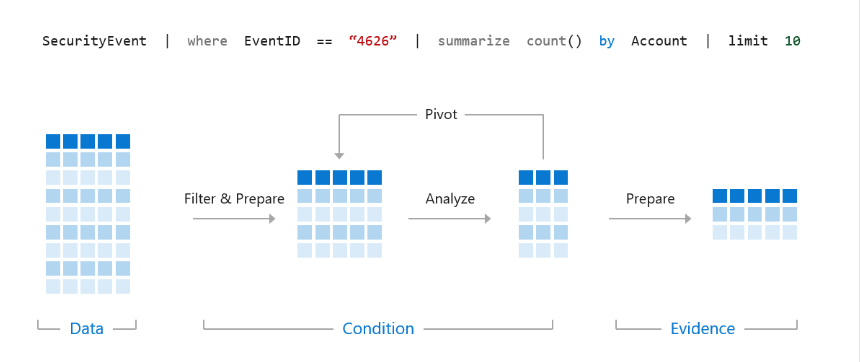 SecurityEvent | where EventID == “4626” | summarize count() by Account | limit 10
Pivot
Filter & Prepare
Analyze
Prepare
Data
Condition
Evidence